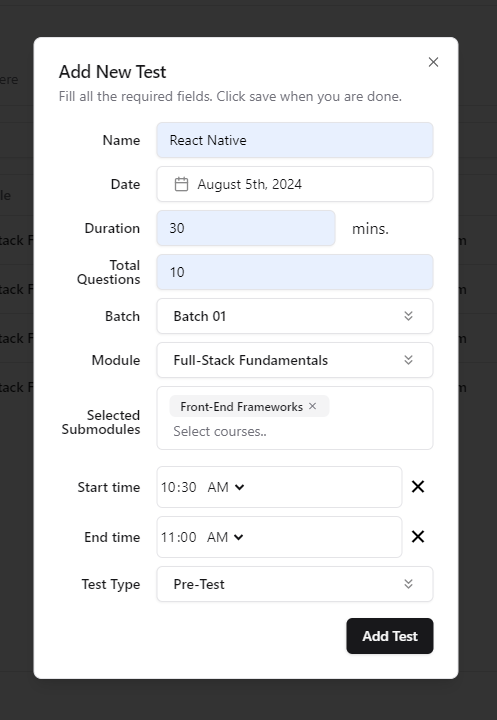 Add New Test
Fill all the required fields. Click save when you are done.
Name React Native
Date August 5th, 2024
Duration 30 mins.
Total Questions 10
Batch Batch 01
Module Full-Stack Fundamentals
Selected Submodules Front-End Frameworks ×
Select courses..
Start time 10:30 AM
End time 11:00 AM
Test Type Pre-Test
Add Test